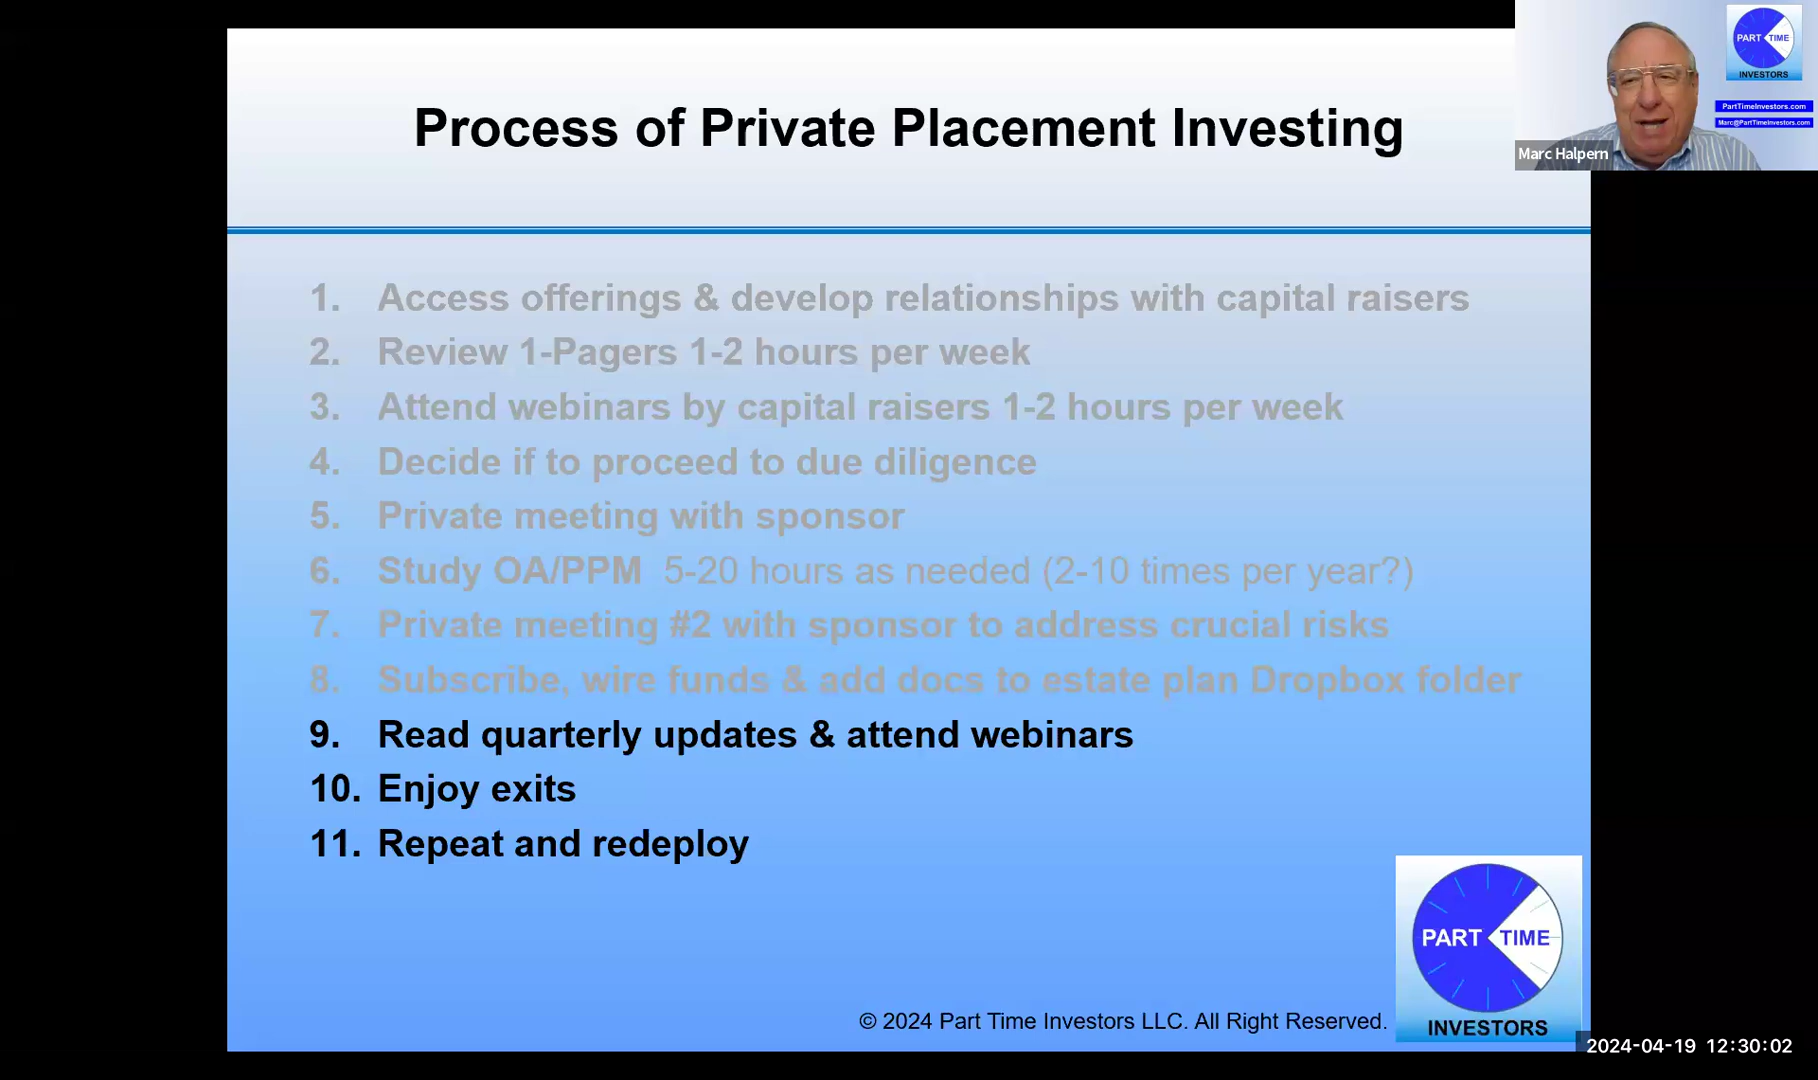 Process of Private Placement Investing
PART TIME
INVESTORS
PartTimeInvestors.com
Marc@PartTimeInvestors.com
Marc Halpern
1. Access offerings & develop relationships with capital raisers
2. Review 1-Pagers 1-2 hours per week
3. Attend webinars by capital raisers 1-2 hours per week
4. Decide if to proceed to due diligence
5. Private meeting with sponsor
6. Study OA/PPM 5-20 hours as needed (2-10 times per year?)
7. Private meeting #2 with sponsor to address crucial risks
8. Subscribe, wire funds & add docs to estate plan Dropbox folder
9. Read quarterly updates & attend webinars
10. Enjoy exits
11. Repeat and redeploy
PART TIME
INVESTORS
© 2024 Part Time Investors LLC. All Right Reserved.
2024-04-19 12:30:02